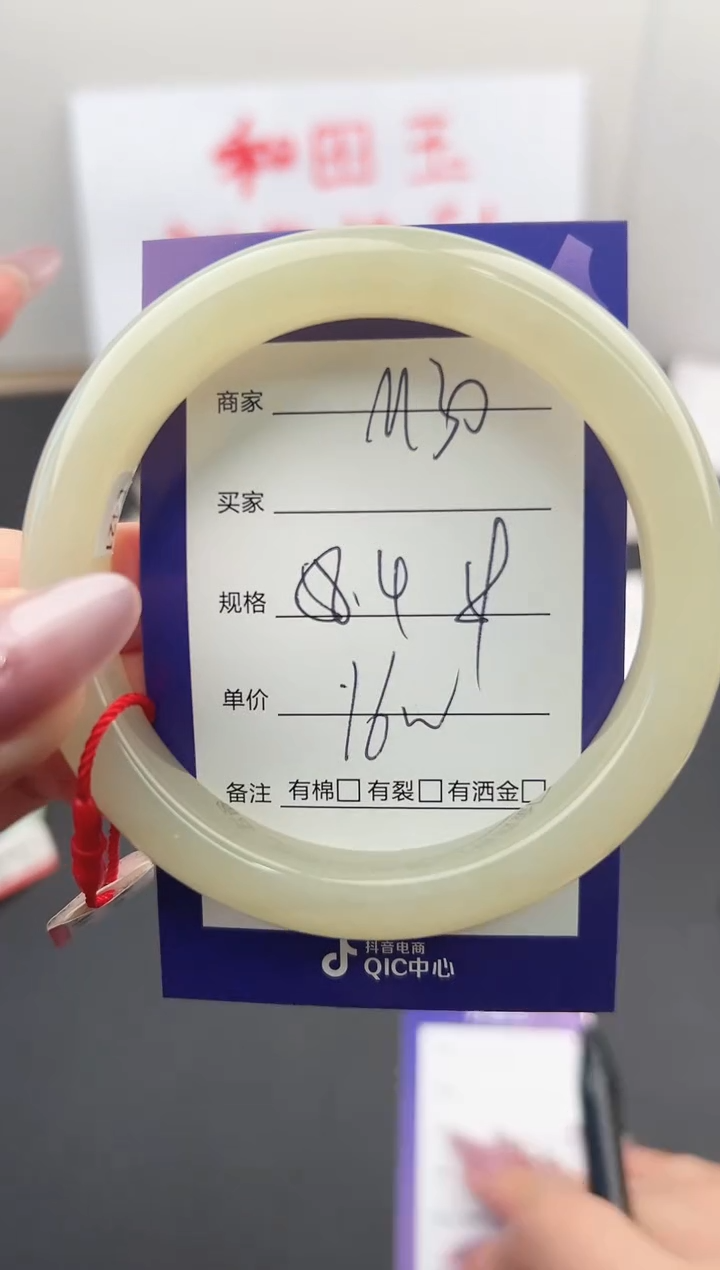 和田玉
商家 M30
买家
规格 8.4
单价 16w
备注 有棉□ 有裂□ 有洒金□
抖音电商
QIC中心